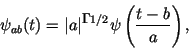 ψ_{ab}(t) = |a|^{Γ1/2} ψ ( (t − b) / a ),